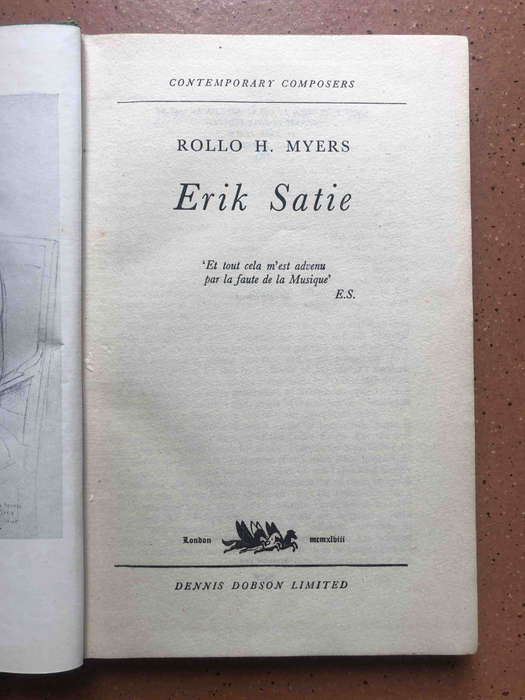 CONTEMPORARY COMPOSERS
ROLLO H. MYERS
Erik Satie
'Et tout cela m'est advenu
par la faute de la Musique'
E.S.
London mcmxlviii
DENNIS DOBSON LIMITED